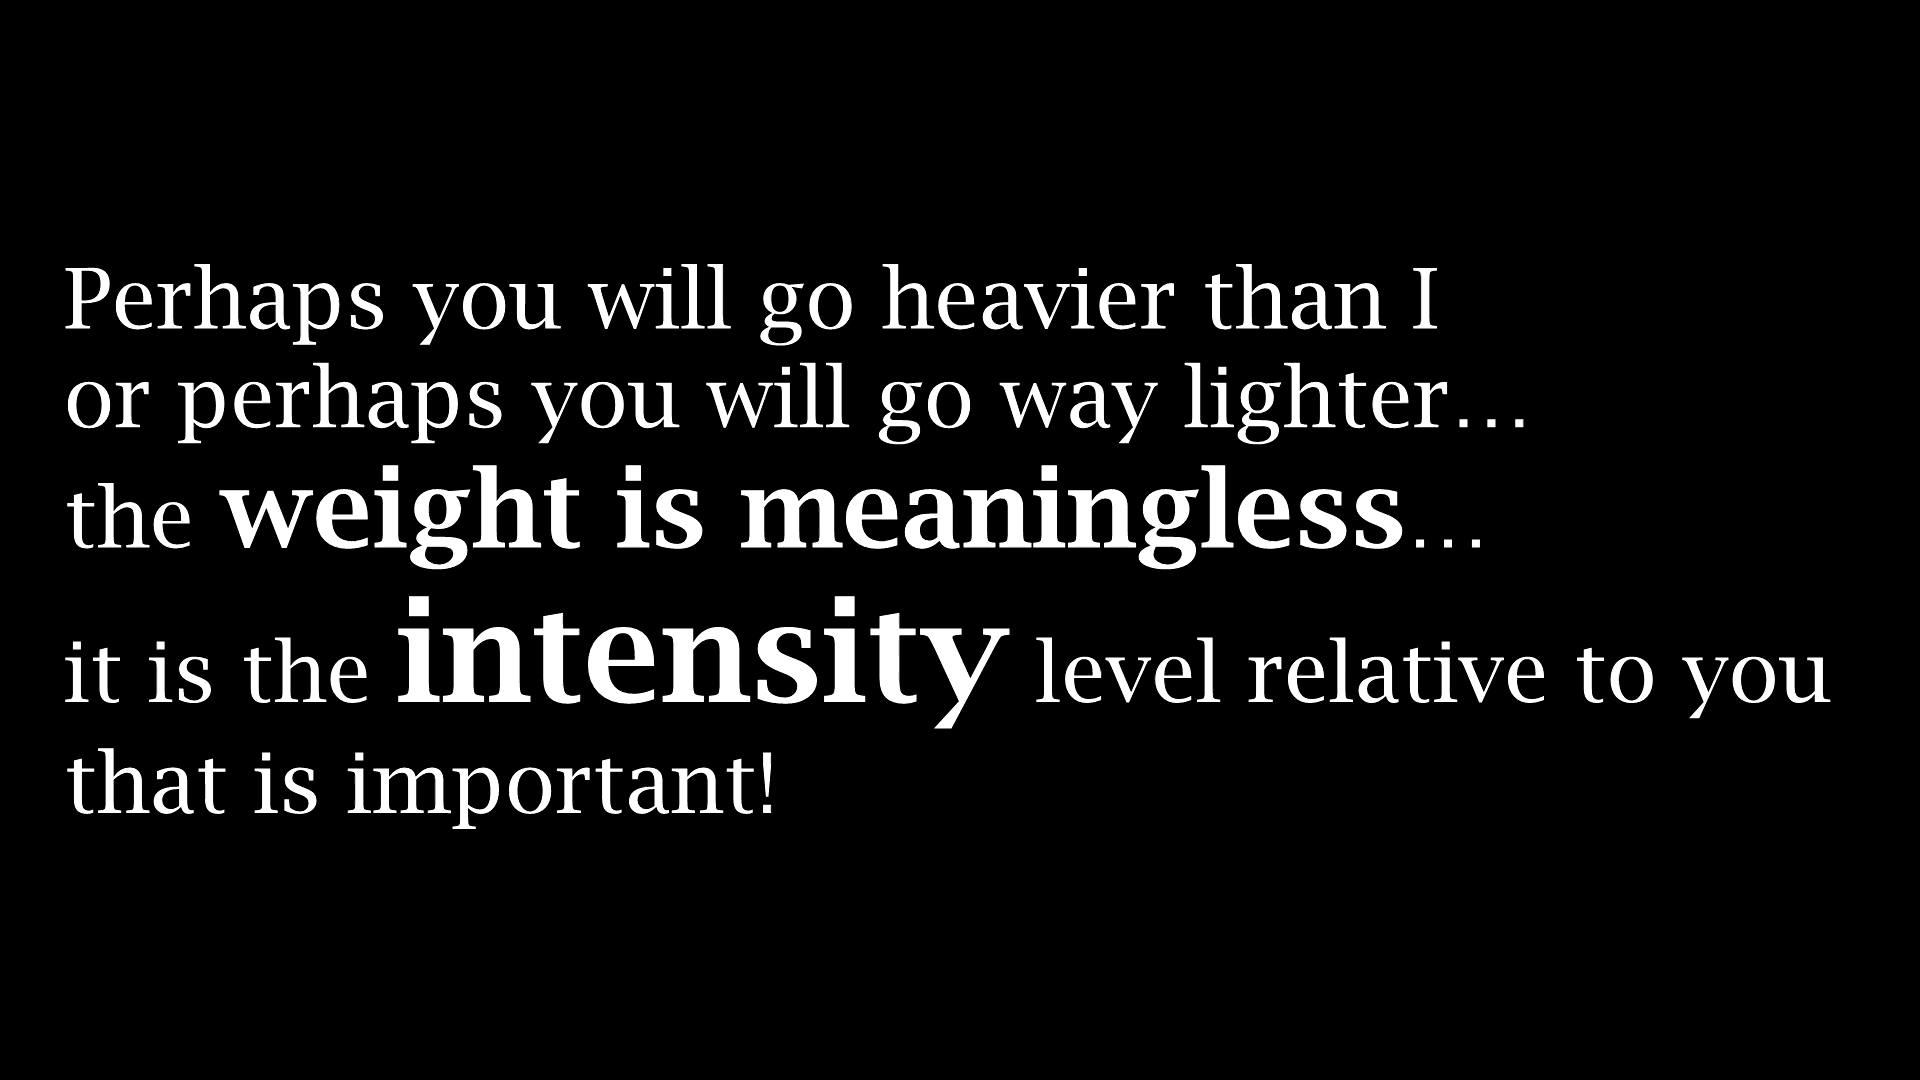 Perhaps you will go heavier than I
or perhaps you will go way lighter…
the weight is meaningless…
it is the intensity level relative to you
that is important!